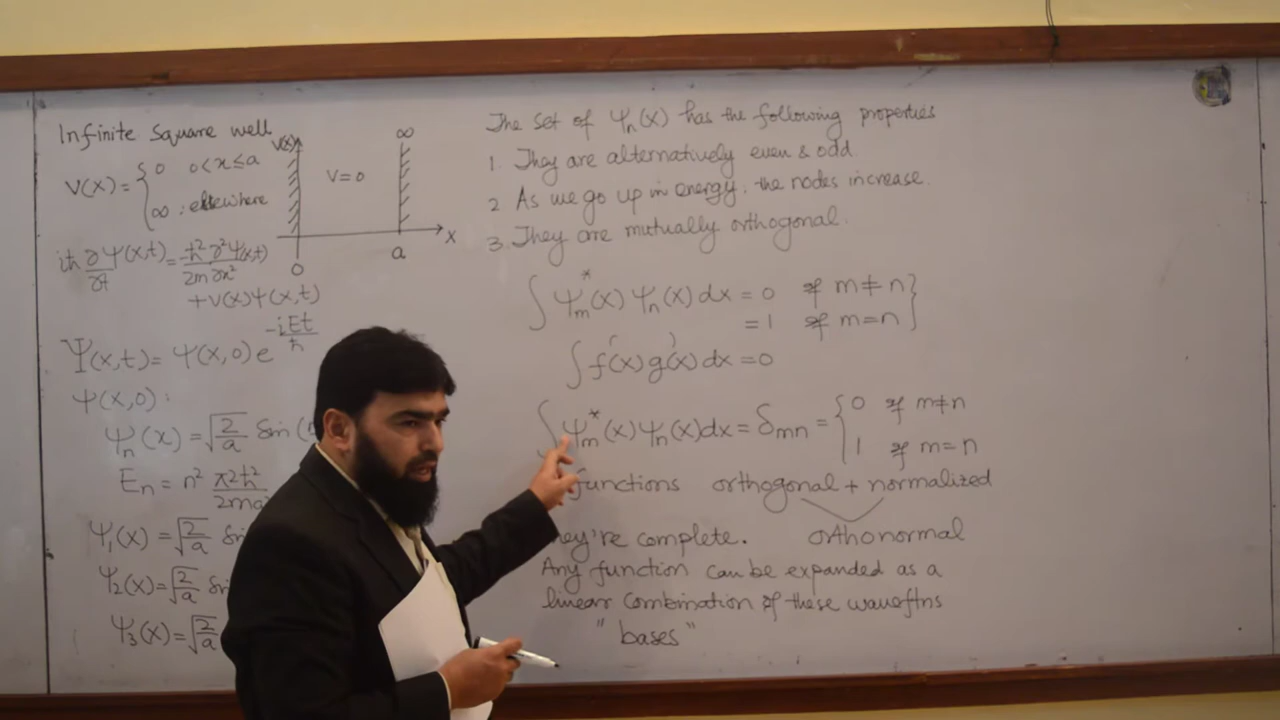 Infinite Square well
V(x)
∞
V(x) = { 0 0<x≤a
V=0
∞ : elsewhere
x
0
a
iħ ∂Ψ(x,t)/∂t = -ħ²/2m ∂²Ψ(x,t)/∂x²
+ V(x)Ψ(x,t)
Ψ(x,t) = Ψ(x,0) e^(-iEt/ħ)
Ψ(x,0) :
Ψn(x) = √(2/a) Sin (
En = n² π²ħ²/2ma
Ψ1(x) = √(2/a)
Ψ2(x) = √(2/a)
Ψ3(x) = √(2/a)
The set of Ψn(x) has the following properties
1. They are alternatively even & odd.
2 As we go up in energy, the nodes increase.
3. They are mutually orthogonal.
∫ Ψm*(x) Ψn(x) dx = 0 if m≠n }
= 1 if m=n
∫ f(x) g(x) dx = 0
∫ Ψm*(x) Ψn(x) dx = δmn = { 0 if m≠n
1 if m=n
functions orthogonal + normalized
hey're complete. orthonormal
Any function can be expanded as a
linear combination of these waveftns
"bases"